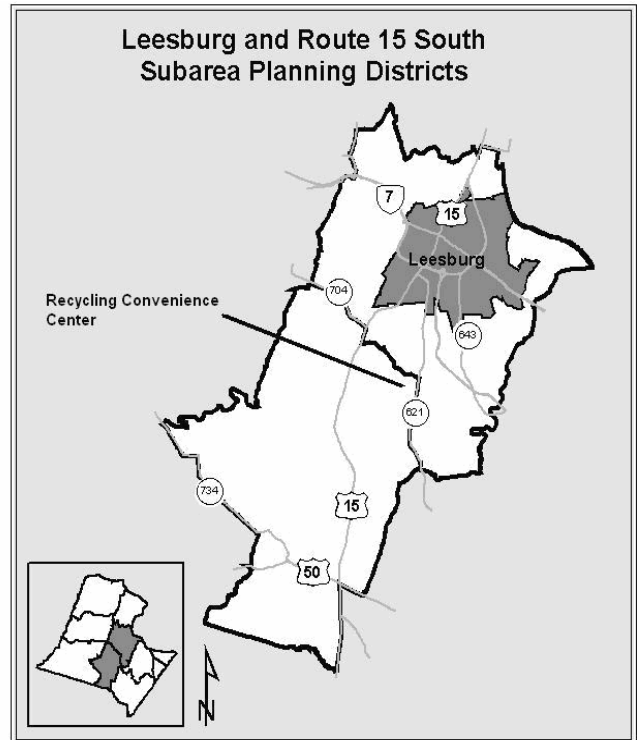 Leesburg and Route 15 South
Subarea Planning Districts
7
15
Leesburg
Recycling Convenience
Center
704
643
621
734
15
50
N